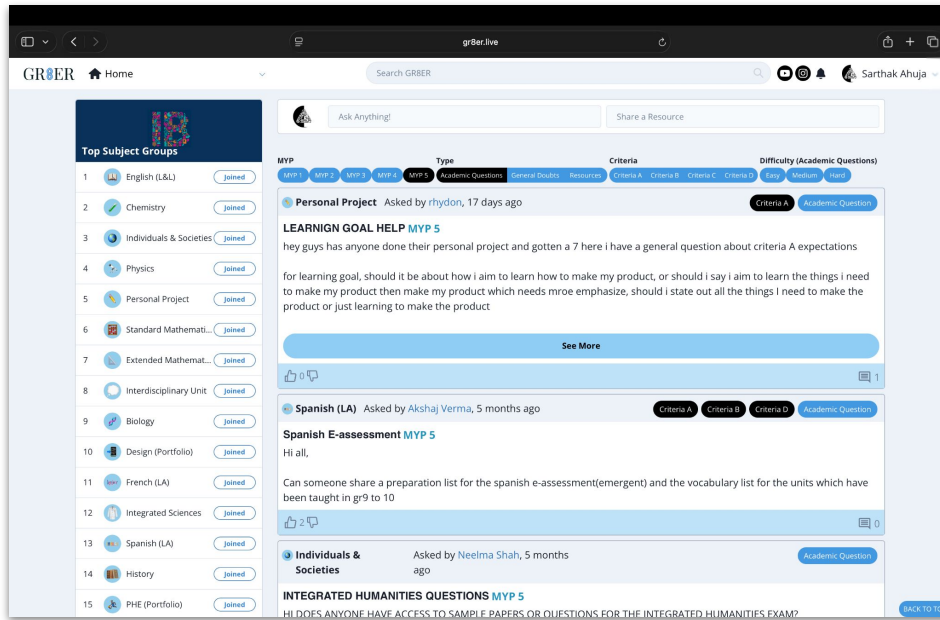 gr8er.live
GR8ER
Home
Search GR8ER
Sarthak Ahuja
IB
Top Subject Groups
1 English (L&L) Joined
2 Chemistry Joined
3 Individuals & Societies Joined
4 Physics Joined
5 Personal Project Joined
6 Standard Mathemati... Joined
7 Extended Mathemat... Joined
8 Interdisciplinary Unit Joined
9 Biology Joined
10 Design (Portfolio) Joined
11 French (LA) Joined
12 Integrated Sciences Joined
13 Spanish (LA) Joined
14 History Joined
15 PHE (Portfolio) Joined
Ask Anything!
Share a Resource
MYP Type Criteria Difficulty (Academic Questions)
MYP 1 MYP 2 MYP 3 MYP 4 MYP 5 Academic Questions General Doubts Resources Criteria A Criteria B Criteria C Criteria D Easy Medium Hard
Personal Project Asked by rhydon, 17 days ago Criteria A Academic Question
LEARNIGN GOAL HELP MYP 5
hey guys has anyone done their personal project and gotten a 7 here i have a general question about criteria A expectations
for learning goal, should it be about how i aim to learn how to make my product, or should i say i aim to learn the things i need
to make my product then make my product which needs mroe emphasize, should i state out all the things I need to make the
product or just learning to make the product
See More
0
1
Spanish (LA) Asked by Akshaj Verma, 5 months ago Criteria A Criteria B Criteria D Academic Question
Spanish E-assessment MYP 5
Hi all,
Can someone share a preparation list for the spanish e-assessment(emergent) and the vocabulary list for the units which have
been taught in gr9 to 10
2
0
Individuals & Asked by Neelma Shah, 5 months Academic Question
Societies ago
INTEGRATED HUMANITIES QUESTIONS MYP 5
HI DOES ANYONE HAVE ACCESS TO SAMPLE PAPERS OR QUESTIONS FOR THE INTEGRATED HUMANITIES EXAM?
BACK TO TO